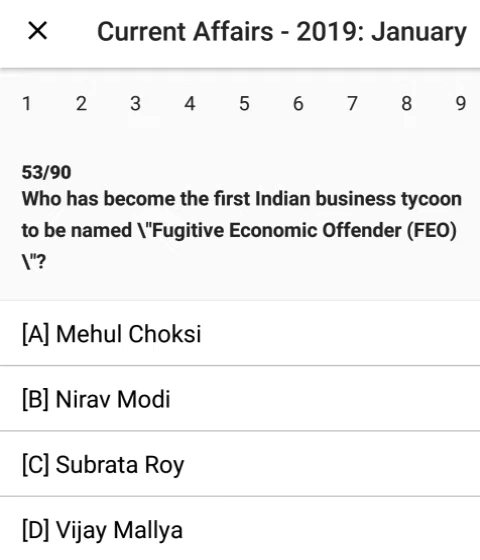 × Current Affairs - 2019: January
1 2 3 4 5 6 7 8 9
53/90
Who has become the first Indian business tycoon
to be named \"Fugitive Economic Offender (FEO)
\"?
[A] Mehul Choksi
[B] Nirav Modi
[C] Subrata Roy
[D] Vijay Mallya